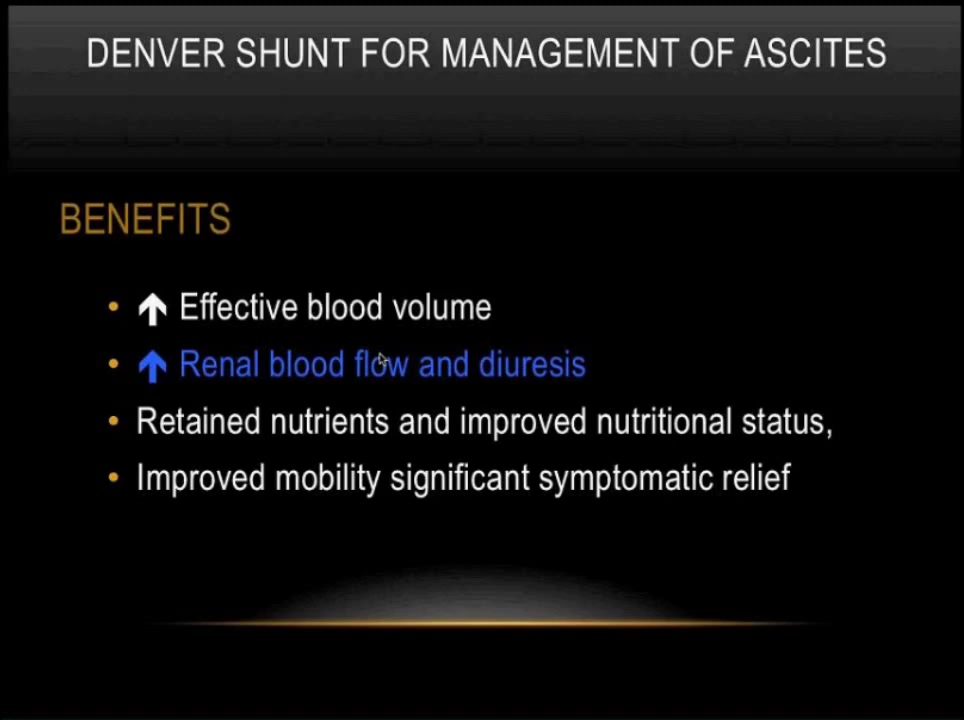 DENVER SHUNT FOR MANAGEMENT OF ASCITES
BENEFITS
• ↑ Effective blood volume
• ↑ Renal blood flow and diuresis
• Retained nutrients and improved nutritional status,
• Improved mobility significant symptomatic relief